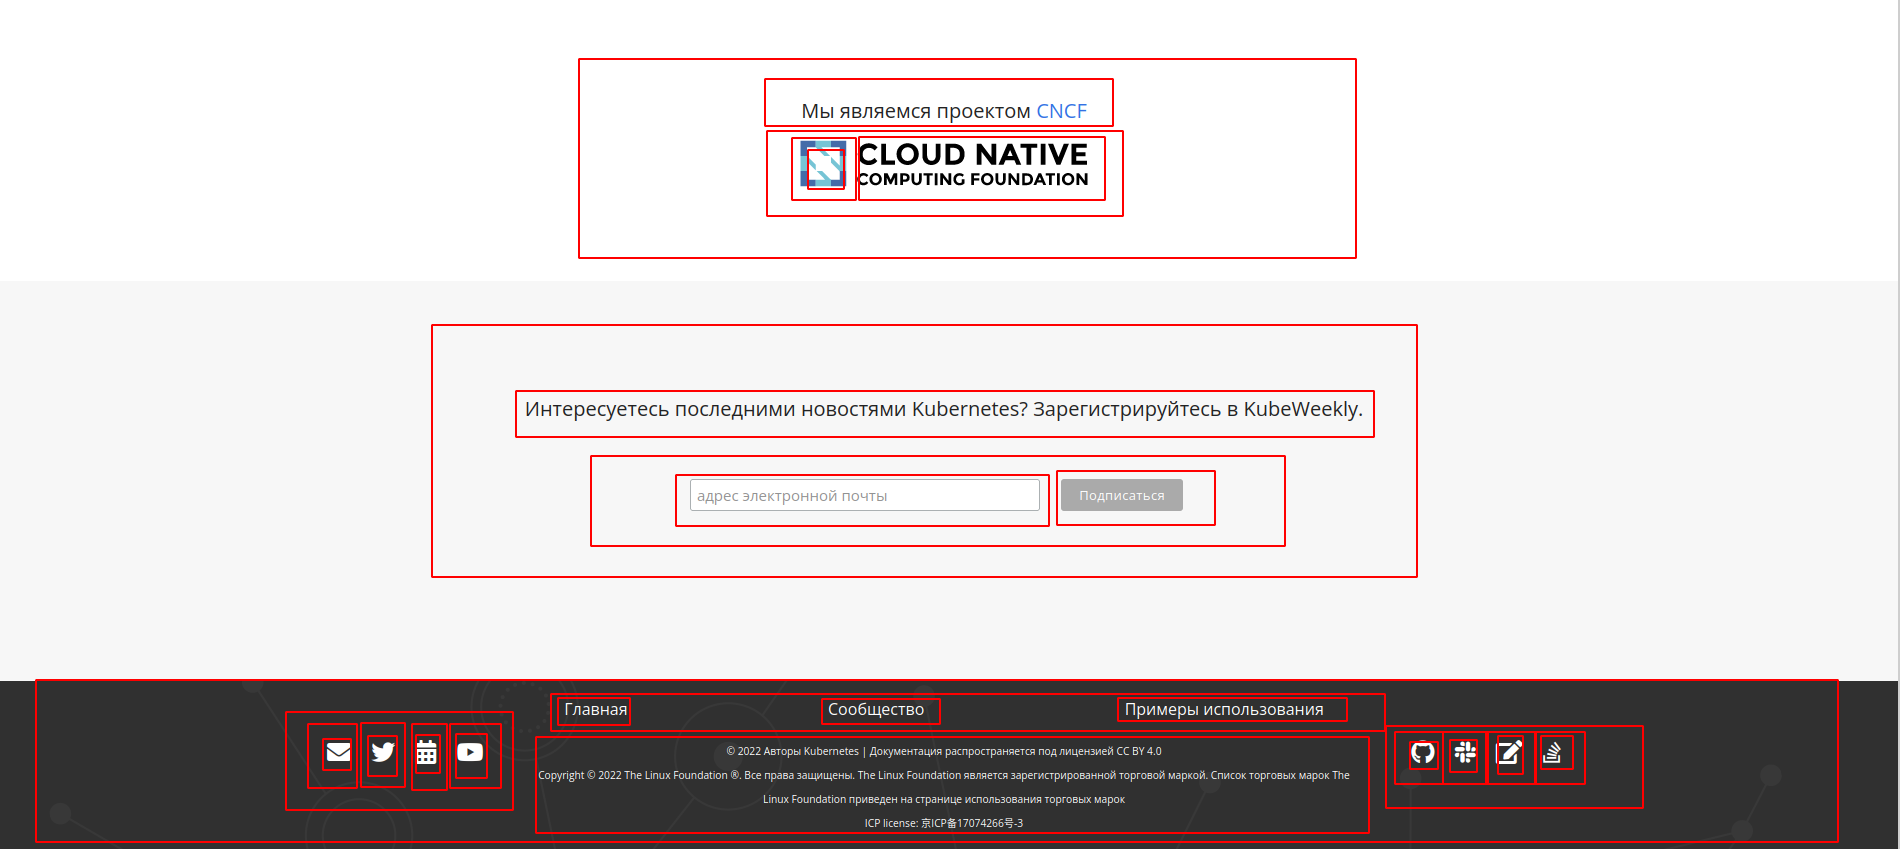 Мы являемся проектом CNCF
CLOUD NATIVE
COMPUTING FOUNDATION
Интересуетесь последними новостями Kubernetes? Зарегистрируйтесь в KubeWeekly.
адрес электронной почты Подписаться
Главная Сообщество Примеры использования
© 2022 Авторы Kubernetes | Документация распространяется под лицензией CC BY 4.0
Copyright © 2022 The Linux Foundation ®. Все права защищены. The Linux Foundation является зарегистрированной торговой маркой. Список торговых марок The
Linux Foundation приведен на странице использования торговых марок
ICP license: 京ICP备17074266号-3